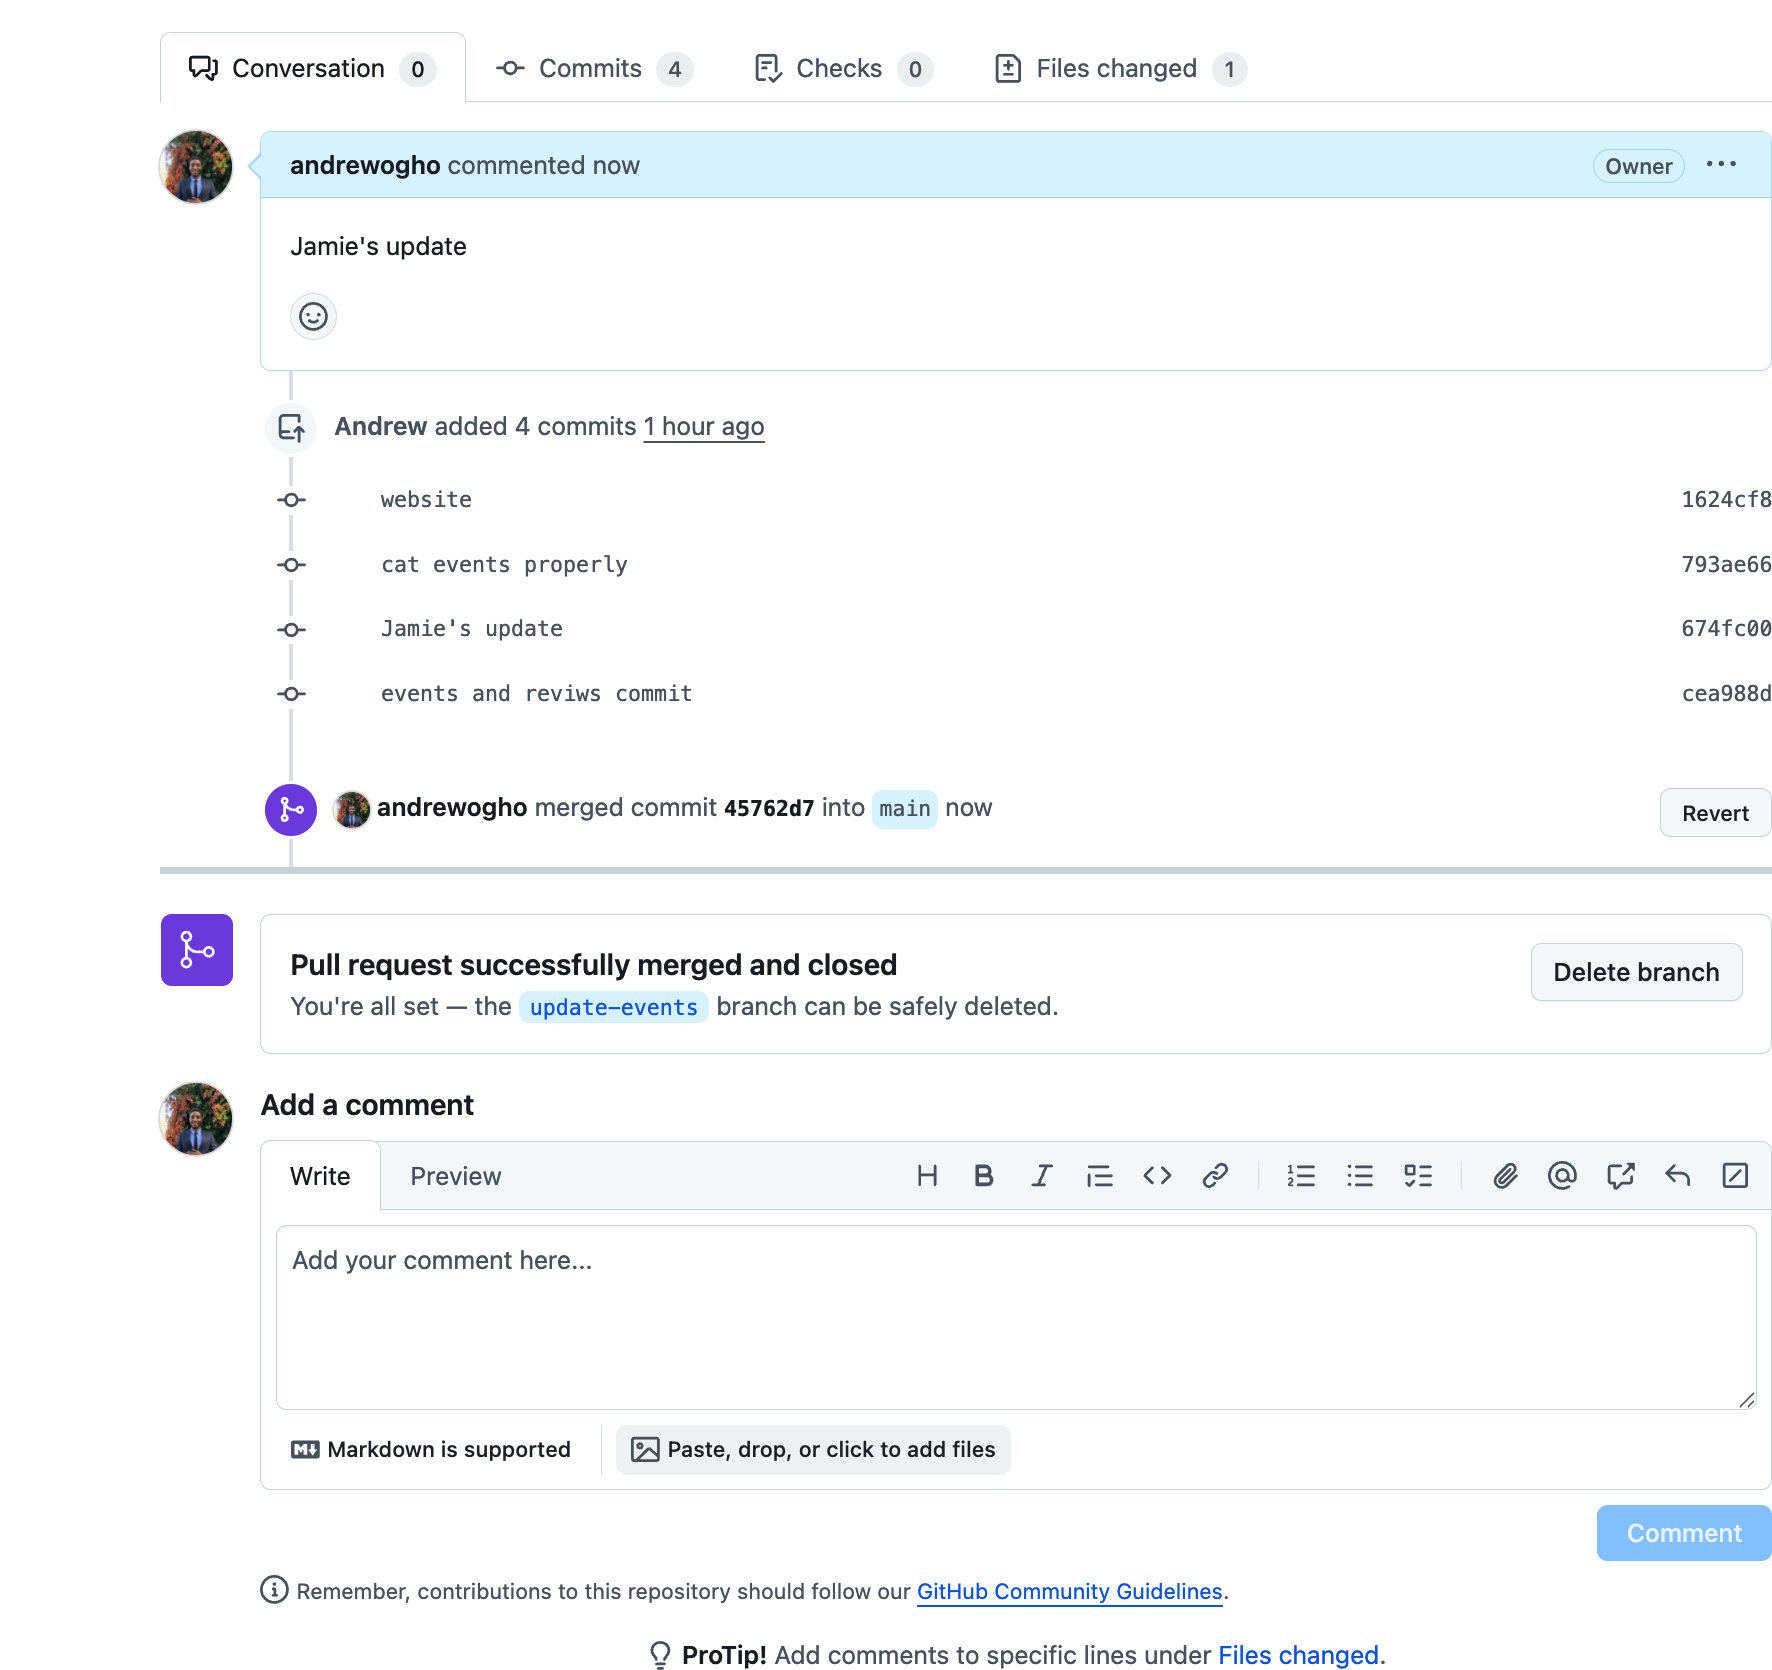 Conversation 0 Commits 4 Checks 0 Files changed 1
andrewogho commented now Owner
Jamie's update
Andrew added 4 commits 1 hour ago
website 1624cf8
cat events properly 793ae66
Jamie's update 674fc00
events and reviws commit cea988d
andrewogho merged commit 45762d7 into main now Revert
Pull request successfully merged and closed
You're all set — the update-events branch can be safely deleted. Delete branch
Add a comment
Write Preview
Add your comment here...
Markdown is supported Paste, drop, or click to add files
Comment
Remember, contributions to this repository should follow our GitHub Community Guidelines.
ProTip! Add comments to specific lines under Files changed.